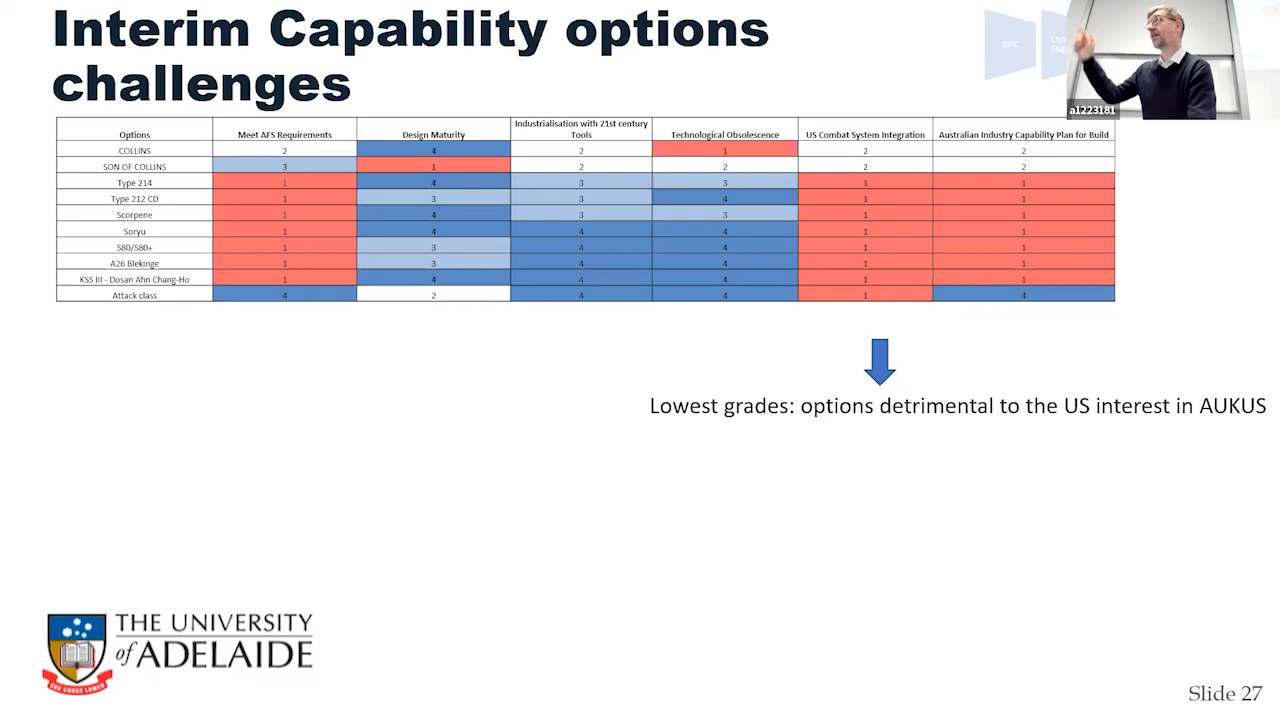 Interim Capability options
challenges
BIRC
a1223181
Options Meet AFS Requirements Design Maturity Industrialisation with 21st century Tools Technological Obsolescence US Combat System Integration Australian Industry Capability Plan for Build
COLLINS 2 4 2 1 2 2
SON OF COLLINS 3 1 2 2 2 2
Type 214 1 4 3 3 1 1
Type 212 CD 1 3 3 4 1 1
Scorpene 1 4 3 3 1 1
Soryu 1 4 4 4 1 1
S80/S80+ 1 3 4 4 1 1
A26 Blekinge 1 3 4 4 1 1
KSS III - Dosan Ahn Chang-Ho 1 4 4 4 1 1
Attack class 4 2 4 4 1 4
Lowest grades: options detrimental to the US interest in AUKUS
THE UNIVERSITY
of ADELAIDE
SUB CRUCE LUMEN
Slide 27